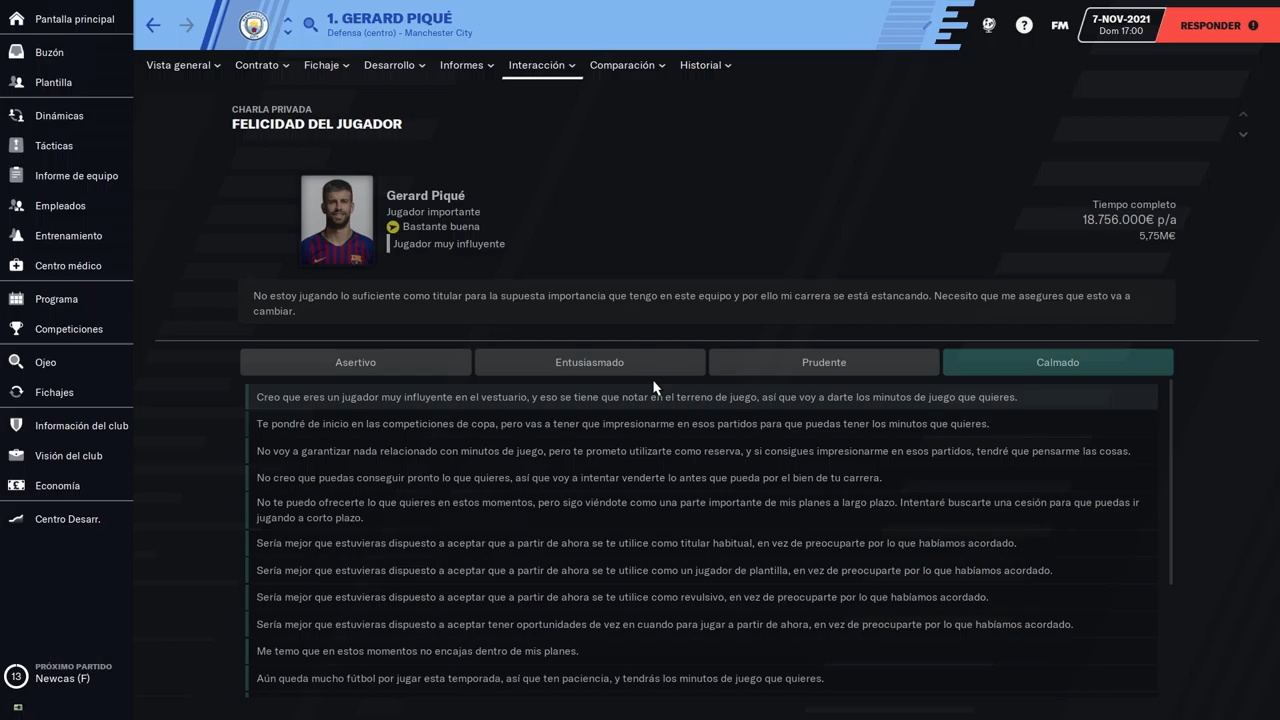 Pantalla principal
Buzón
Plantilla
Dinámicas
Tácticas
Informe de equipo
Empleados
Entrenamiento
Centro médico
Programa
Competiciones
Ojeo
Fichajes
Información del club
Visión del club
Economía
Centro Desarr.
13
PRÓXIMO PARTIDO
Newcas (F)
1. GERARD PIQUÉ
Defensa (centro) - Manchester City
?
FM
7-NOV-2021
Dom 17:00
RESPONDER
Vista general
Contrato
Fichaje
Desarrollo
Informes
Interacción
Comparación
Historial
CHARLA PRIVADA
FELICIDAD DEL JUGADOR
Gerard Piqué
Jugador importante
Bastante buena
Jugador muy influyente
Tiempo completo
18.756.000€ p/a
5,75M€
No estoy jugando lo suficiente como titular para la supuesta importancia que tengo en este equipo y por ello mi carrera se está estancando. Necesito que me asegures que esto va a
cambiar.
Asertivo
Entusiasmado
Prudente
Calmado
Creo que eres un jugador muy influyente en el vestuario, y eso se tiene que notar en el terreno de juego, así que voy a darte los minutos de juego que quieres.
Te pondré de inicio en las competiciones de copa, pero vas a tener que impresionarme en esos partidos para que puedas tener los minutos que quieres.
No voy a garantizar nada relacionado con minutos de juego, pero te prometo utilizarte como reserva, y si consigues impresionarme en esos partidos, tendré que pensarme las cosas.
No creo que puedas conseguir pronto lo que quieres, así que voy a intentar venderte lo antes que pueda por el bien de tu carrera.
No te puedo ofrecerte lo que quieres en estos momentos, pero sigo viéndote como una parte importante de mis planes a largo plazo. Intentaré buscarte una cesión para que puedas ir
jugando a corto plazo.
Sería mejor que estuvieras dispuesto a aceptar que a partir de ahora se te utilice como titular habitual, en vez de preocuparte por lo que habíamos acordado.
Sería mejor que estuvieras dispuesto a aceptar que a partir de ahora se te utilice como un jugador de plantilla, en vez de preocuparte por lo que habíamos acordado.
Sería mejor que estuvieras dispuesto a aceptar que a partir de ahora se te utilice como revulsivo, en vez de preocuparte por lo que habíamos acordado.
Sería mejor que estuvieras dispuesto a aceptar tener oportunidades de vez en cuando para jugar a partir de ahora, en vez de preocuparte por lo que habíamos acordado.
Me temo que en estos momentos no encajas dentro de mis planes.
Aún queda mucho fútbol por jugar esta temporada, así que ten paciencia, y tendrás los minutos de juego que quieres.